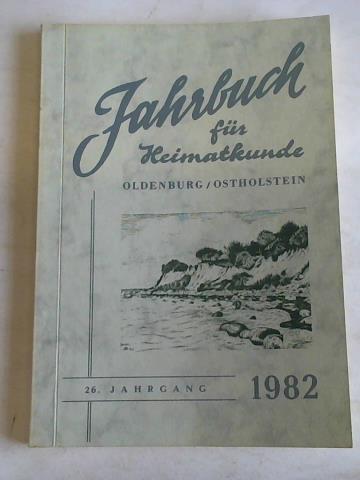 Jahrbuch
für
Heimatkunde
OLDENBURG/OSTHOLSTEIN
26. JAHRGANG 1982